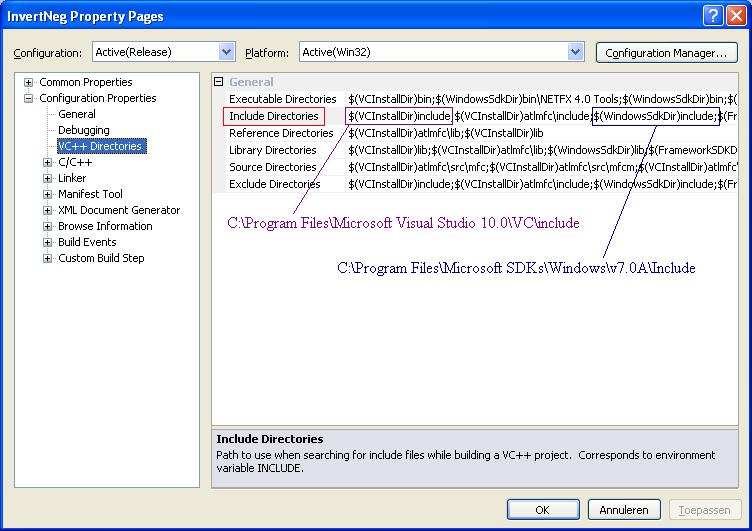 InvertNeg Property Pages
Configuration: Active(Release) Platform: Active(Win32) Configuration Manager...
Common Properties
Configuration Properties
General
Debugging
VC++ Directories
C/C++
Linker
Manifest Tool
XML Document Generator
Browse Information
Build Events
Custom Build Step
General
Executable Directories $(VCInstallDir)bin;$(WindowsSdkDir)bin\NETFX 4.0 Tools;$(WindowsSdkDir)bin;$(
Include Directories $(VCInstallDir)include;$(VCInstallDir)atlmfc\include;$(WindowsSdkDir)include;$(Fr
Reference Directories $(VCInstallDir)atlmfc\lib;$(VCInstallDir)lib
Library Directories $(VCInstallDir)lib;$(VCInstallDir)atlmfc\lib;$(WindowsSdkDir)lib;$(FrameworkSDKD
Source Directories $(VCInstallDir)atlmfc\src\mfc;$(VCInstallDir)atlmfc\src\mfcm;$(VCInstallDir)atlmf
Exclude Directories $(VCInstallDir)include;$(VCInstallDir)atlmfc\include;$(WindowsSdkDir)include;$(F
C:\Program Files\Microsoft Visual Studio 10.0\VC\include
C:\Program Files\Microsoft SDKs\Windows\v7.0A\Include
Include Directories
Path to use when searching for include files while building a VC++ project. Corresponds to environment
variable INCLUDE.
OK Annuleren Toepassen